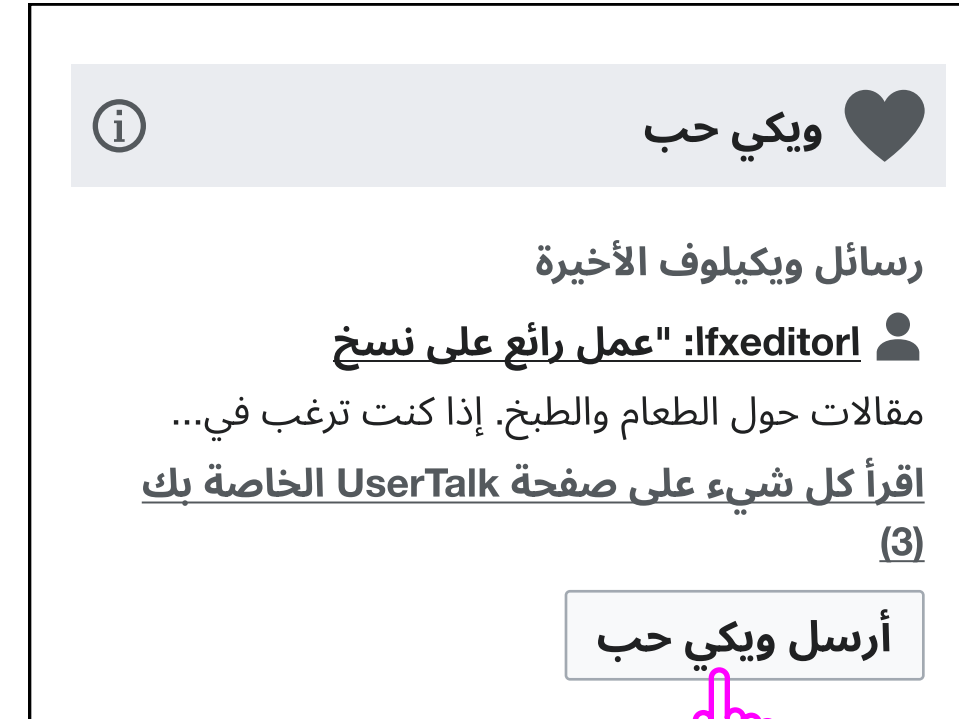 ويكي حب
رسائل ويكيلوف الأخيرة
lfxeditorl: "عمل رائع على نسخ
مقالات حول الطعام والطبخ. إذا كنت ترغب في...
اقرأ كل شيء على صفحة UserTalk الخاصة بك
(3)
أرسل ويكي حب